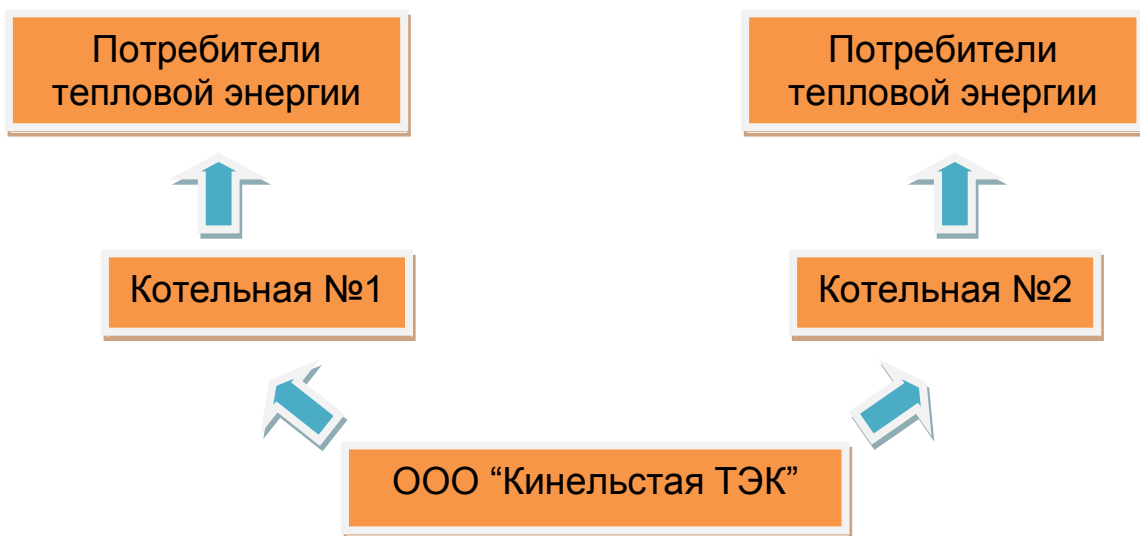 Потребители
тепловой энергии
Потребители
тепловой энергии
Котельная №1
Котельная №2
ООО “Кинельстая ТЭК”